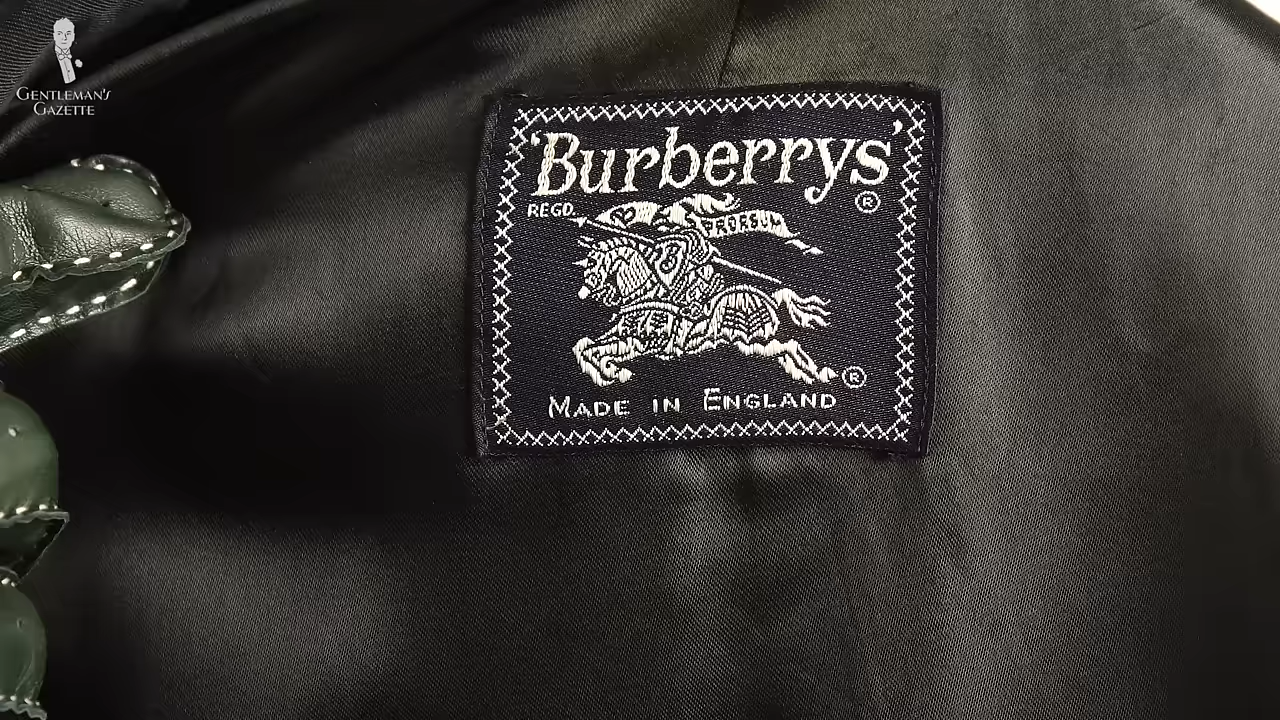 GENTLEMAN'S
GAZETTE
'Burberrys'
REGD. ®
PRORSUM
B
®
MADE IN ENGLAND